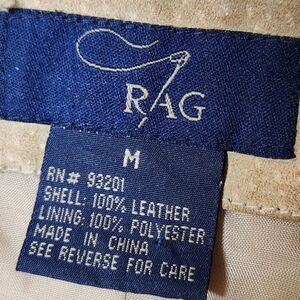 RAG
M
RN# 93201
SHELL: 100% LEATHER
LINING: 100% POLYESTER
MADE IN CHINA
SEE REVERSE FOR CARE